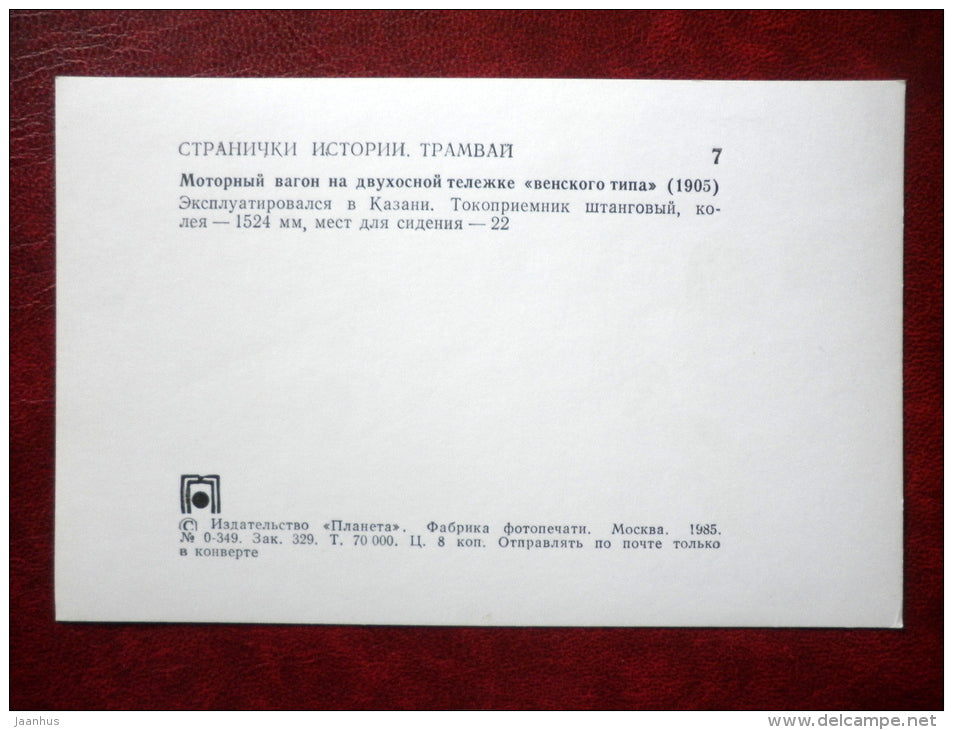 СТРАНИЧКИ ИСТОРИИ. ТРАМВАЙ 7
Моторный вагон на двухосной тележке «венского типа» (1905)
Эксплуатировался в Казани. Токоприемник штанговый, ко-
лея — 1524 мм, мест для сидения — 22
© Издательство «Планета». Фабрика фотопечати. Москва. 1985.
№ 0-349. Зак. 329. Т. 70 000. Ц. 8 коп. Отправлять по почте только
в конверте
jaanhus
www.delcampe.net